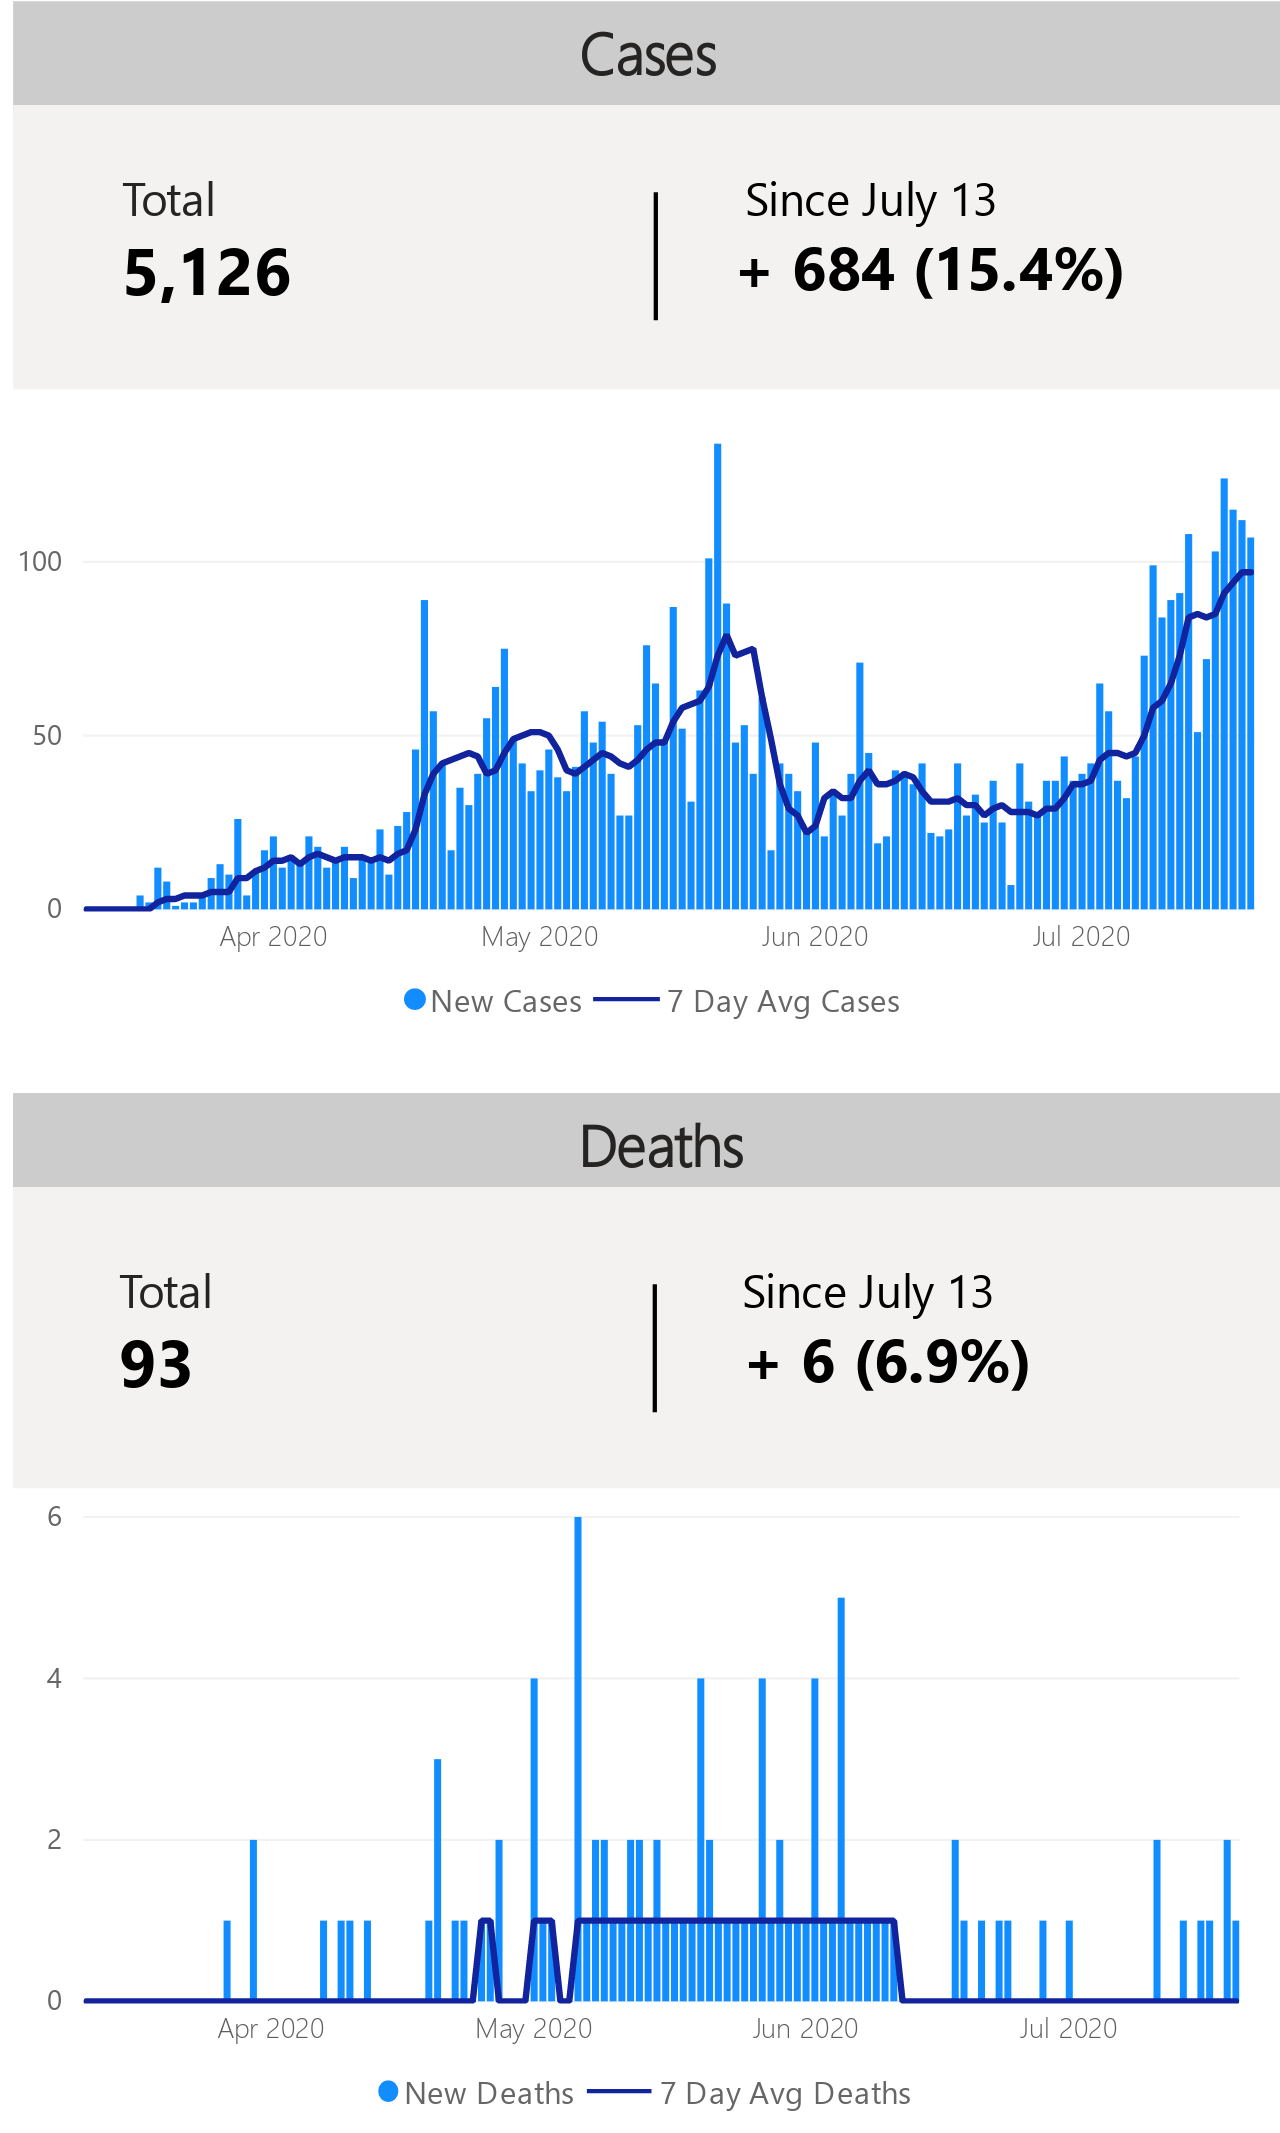 Cases
Total
5,126
Since July 13
+ 684 (15.4%)
100
50
0
Apr 2020
May 2020
Jun 2020
Jul 2020
New Cases
7 Day Avg Cases
Deaths
Total
93
Since July 13
+ 6 (6.9%)
6
4
2
0
Apr 2020
May 2020
Jun 2020
Jul 2020
New Deaths
7 Day Avg Deaths